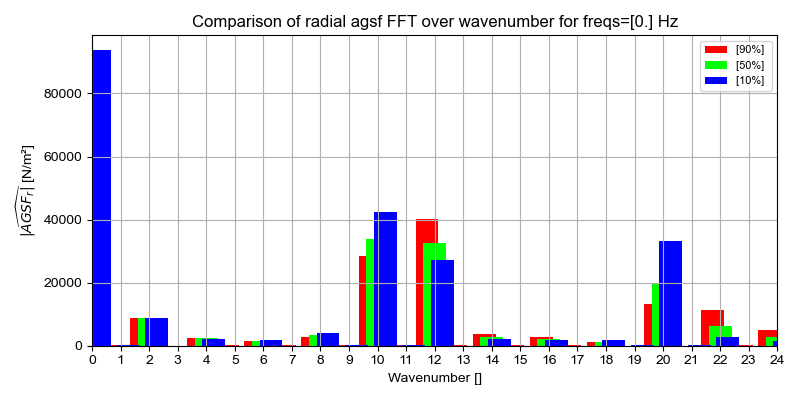 Comparison of radial agsf FFT over wavenumber for freqs=[0.] Hz
[90%]
[50%]
[10%]
80000
60000
40000
20000
0
|AGSF_r| [N/m²]
0 1 2 3 4 5 6 7 8 9 10 11 12 13 14 15 16 17 18 19 20 21 22 23 24
Wavenumber []